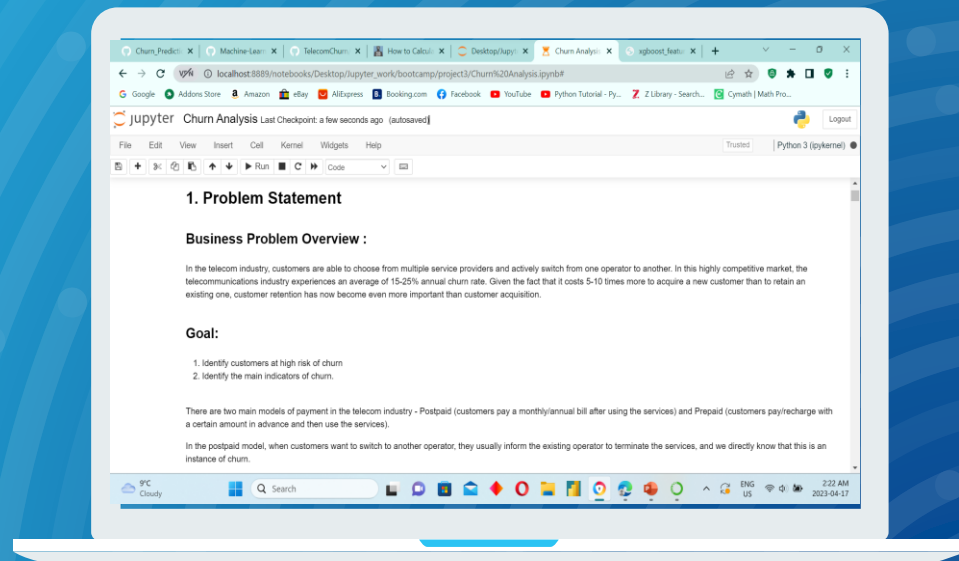 Churn_Predicti
Machine-Learn
TelecomChurn
How to Calcula
Desktop/Jupyt
Churn Analysis
xgboost_featur
VPN localhost:8889/notebooks/Desktop/Jupyter_work/bootcamp/project3/Churn%20Analysis.ipynb#
Google Addons Store Amazon eBay AliExpress Booking.com Facebook YouTube Python Tutorial - Py... Z Library - Search... Cymath | Math Pro...
jupyter Churn Analysis Last Checkpoint: a few seconds ago (autosaved) Logout
File Edit View Insert Cell Kernel Widgets Help Trusted Python 3 (ipykernel)
Run Code
1. Problem Statement
Business Problem Overview :
In the telecom industry, customers are able to choose from multiple service providers and actively switch from one operator to another. In this highly competitive market, the
telecommunications industry experiences an average of 15-25% annual churn rate. Given the fact that it costs 5-10 times more to acquire a new customer than to retain an
existing one, customer retention has now become even more important than customer acquisition.
Goal:
1. Identify customers at high risk of churn
2. Identify the main indicators of churn.
There are two main models of payment in the telecom industry - Postpaid (customers pay a monthly/annual bill after using the services) and Prepaid (customers pay/recharge with
a certain amount in advance and then use the services).
In the postpaid model, when customers want to switch to another operator, they usually inform the existing operator to terminate the services, and we directly know that this is an
instance of churn.
9°C
Cloudy
Search
ENG
US
2:22 AM
2023-04-17